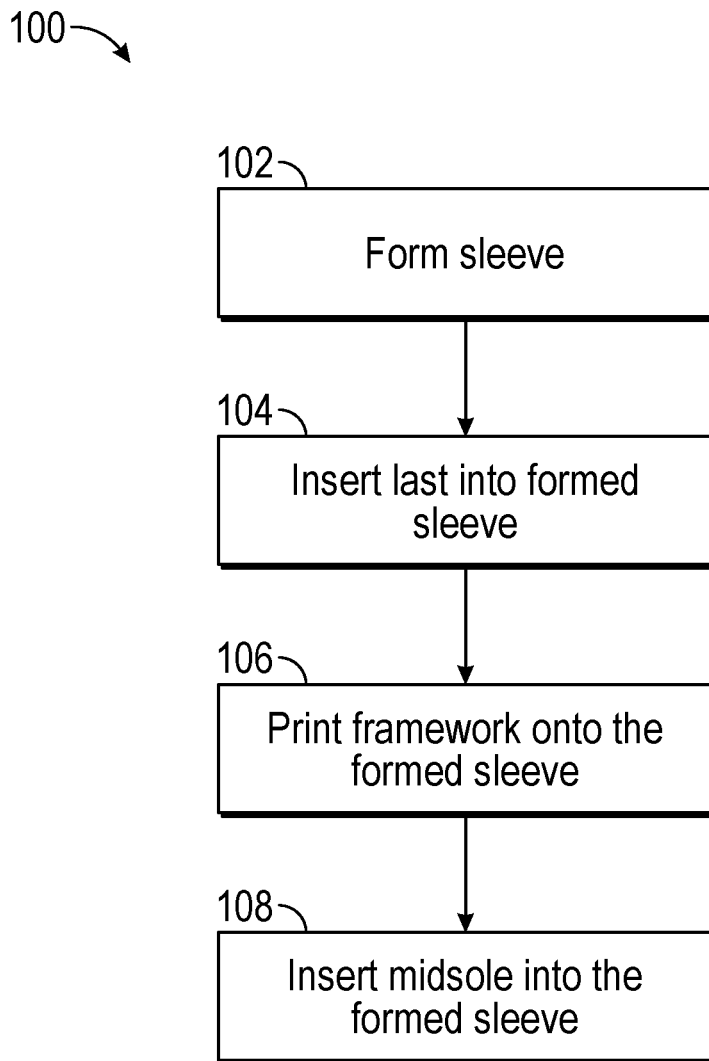 100
102
Form sleeve
104
Insert last into formed
sleeve
106
Print framework onto the
formed sleeve
108
Insert midsole into the
formed sleeve